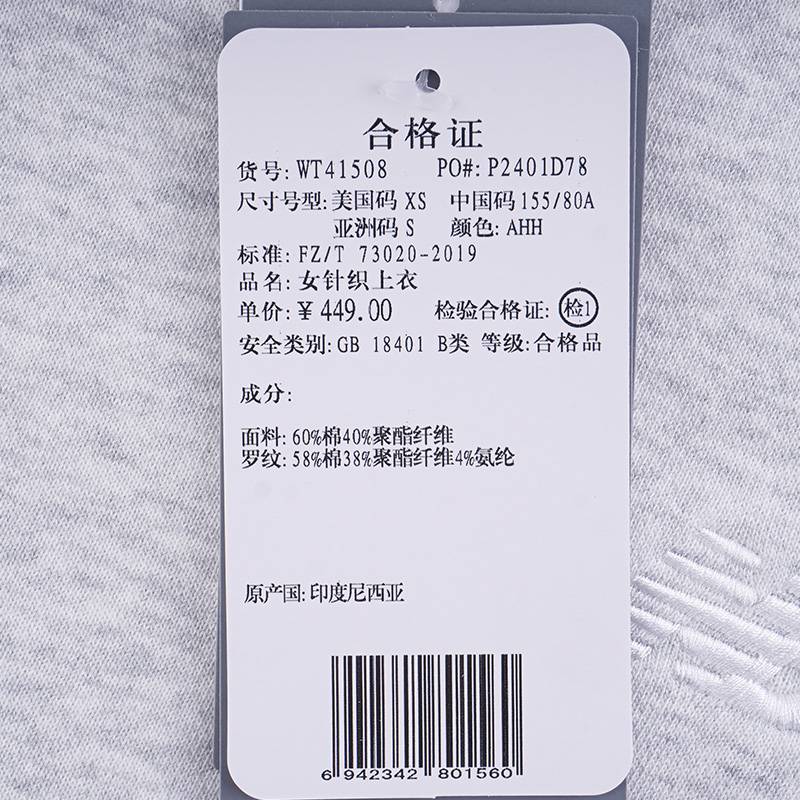 合格证
货号: WT41508 PO#: P2401D78
尺寸号型: 美国码 XS 中国码 155/80A
亚洲码 S 颜色: AHH
标准: FZ/T 73020-2019
品名: 女针织上衣
单价: ¥ 449.00 检验合格证: 检1
安全类别: GB 18401 B类 等级: 合格品
成分:
面料: 60%棉40%聚酯纤维
罗纹: 58%棉38%聚酯纤维4%氨纶
原产国: 印度尼西亚
6 942342 801560